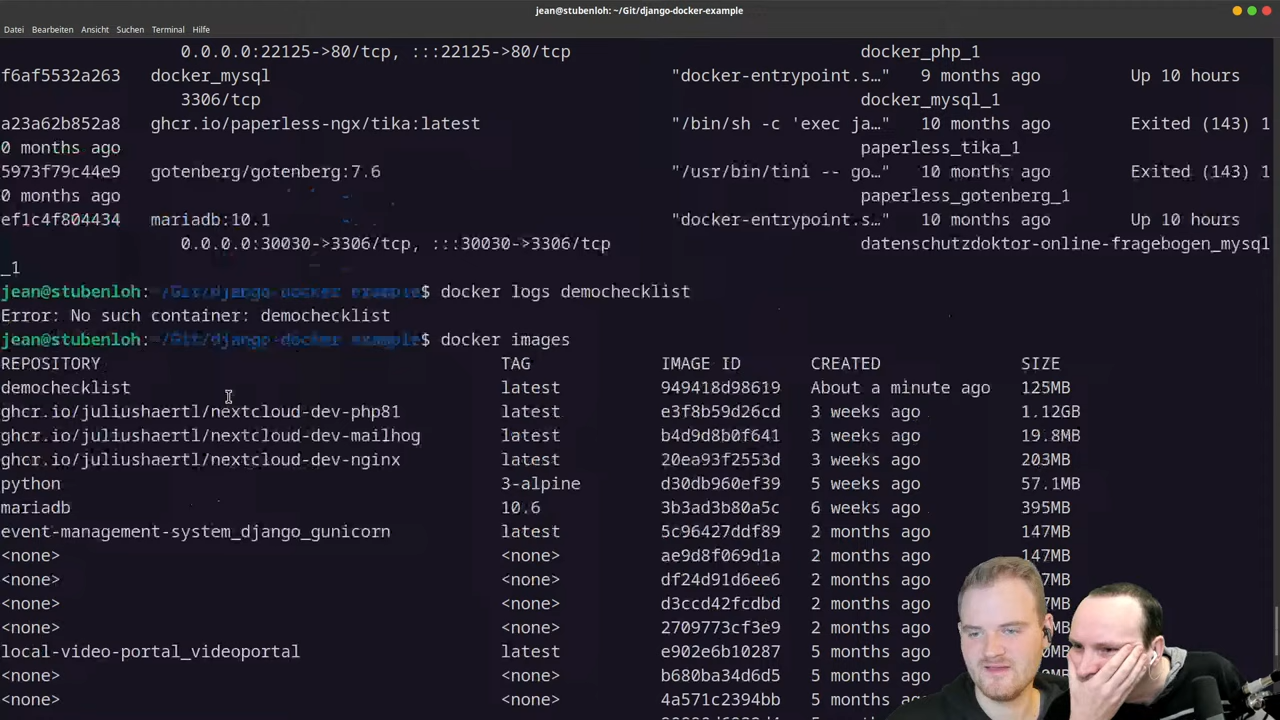 jean@stubenloh: ~/Git/django-docker-example
Datei Bearbeiten Ansicht Suchen Terminal Hilfe
0.0.0.0:22125->80/tcp, :::22125->80/tcp docker_php_1
f6af5532a263 docker_mysql "docker-entrypoint.s…" 9 months ago Up 10 hours
3306/tcp docker_mysql_1
a23a62b852a8 ghcr.io/paperless-ngx/tika:latest "/bin/sh -c 'exec ja…" 10 months ago Exited (143) 1
0 months ago paperless_tika_1
5973f79c44e9 gotenberg/gotenberg:7.6 "/usr/bin/tini -- go…" 10 months ago Exited (143) 1
0 months ago paperless_gotenberg_1
ef1c4f804434 mariadb:10.1 "docker-entrypoint.s…" 10 months ago Up 10 hours
0.0.0.0:30030->3306/tcp, :::30030->3306/tcp datenschutzdoktor-online-fragebogen_mysql
_1
jean@stubenloh: ~/Git/django-docker-example$ docker logs demochecklist
Error: No such container: demochecklist
jean@stubenloh: ~/Git/django-docker-example$ docker images
REPOSITORY TAG IMAGE ID CREATED SIZE
demochecklist latest 949418d98619 About a minute ago 125MB
ghcr.io/juliushaertl/nextcloud-dev-php81 latest e3f8b59d26cd 3 weeks ago 1.12GB
ghcr.io/juliushaertl/nextcloud-dev-mailhog latest b4d9d8b0f641 3 weeks ago 19.8MB
ghcr.io/juliushaertl/nextcloud-dev-nginx latest 20ea93f2553d 3 weeks ago 203MB
python 3-alpine d30db960ef39 5 weeks ago 57.1MB
mariadb 10.6 3b3ad3b80a5c 6 weeks ago 395MB
event-management-system_django_gunicorn latest 5c96427ddf89 2 months ago 147MB
<none> <none> ae9d8f069d1a 2 months ago 147MB
<none> <none> df24d91d6ee6 2 months ago
<none> <none> d3ccd42fcdbd 2 months ago
<none> <none> 2709773cf3e9 2 months ago
local-video-portal_videoportal latest e902e6b10287 5 months ago
<none> <none> b680ba34d6d5 5 months ago
<none> <none> 4a571c2394bb 5 months ago